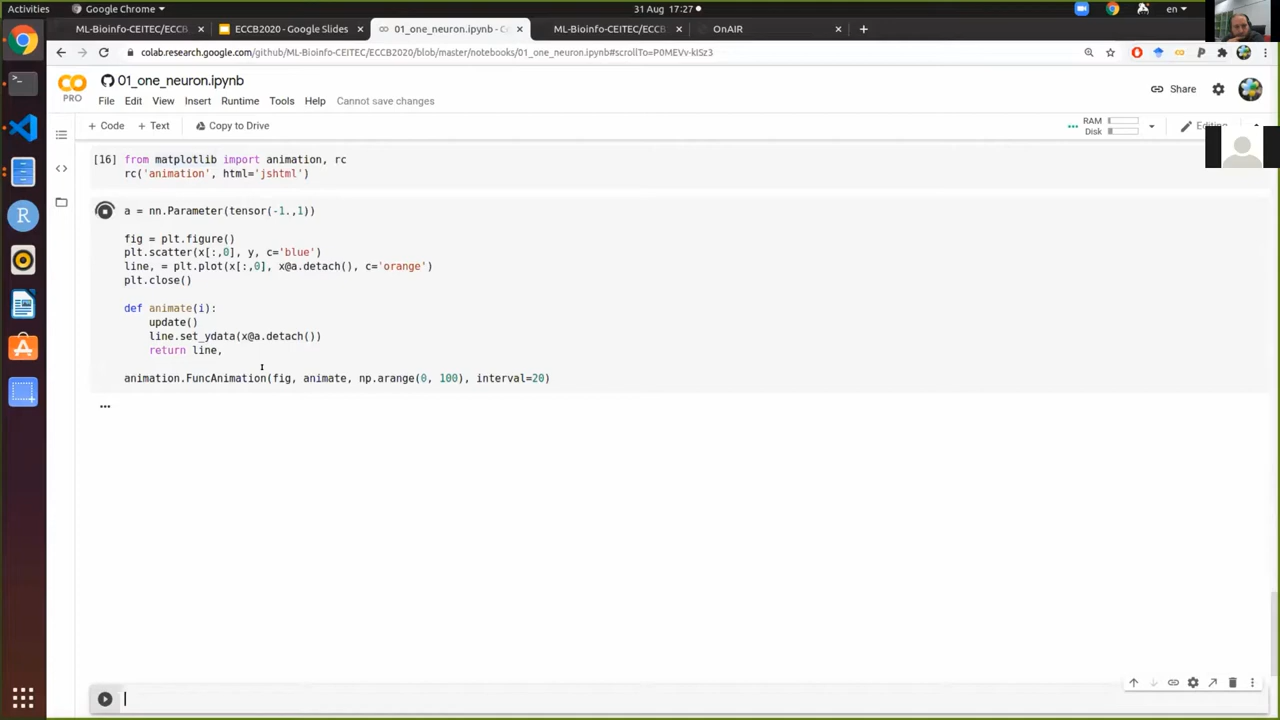 Activities
Google Chrome
31 Aug 17:27
en
ML-Bioinfo-CEITEC/ECCB
ECCB2020 - Google Slides
01_one_neuron.ipynb - C
ML-Bioinfo-CEITEC/ECCB
OnAIR
colab.research.google.com/github/ML-Bioinfo-CEITEC/ECCB2020/blob/master/notebooks/01_one_neuron.ipynb#scrollTo=P0MEVv-kISz3
PRO
01_one_neuron.ipynb
File Edit View Insert Runtime Tools Help Cannot save changes
Share
+ Code + Text Copy to Drive
RAM
Disk
Editing
[16] from matplotlib import animation, rc
rc('animation', html='jshtml')
a = nn.Parameter(tensor(-1.,1))
fig = plt.figure()
plt.scatter(x[:,0], y, c='blue')
line, = plt.plot(x[:,0], x@a.detach(), c='orange')
plt.close()
def animate(i):
update()
line.set_ydata(x@a.detach())
return line,
animation.FuncAnimation(fig, animate, np.arange(0, 100), interval=20)
...